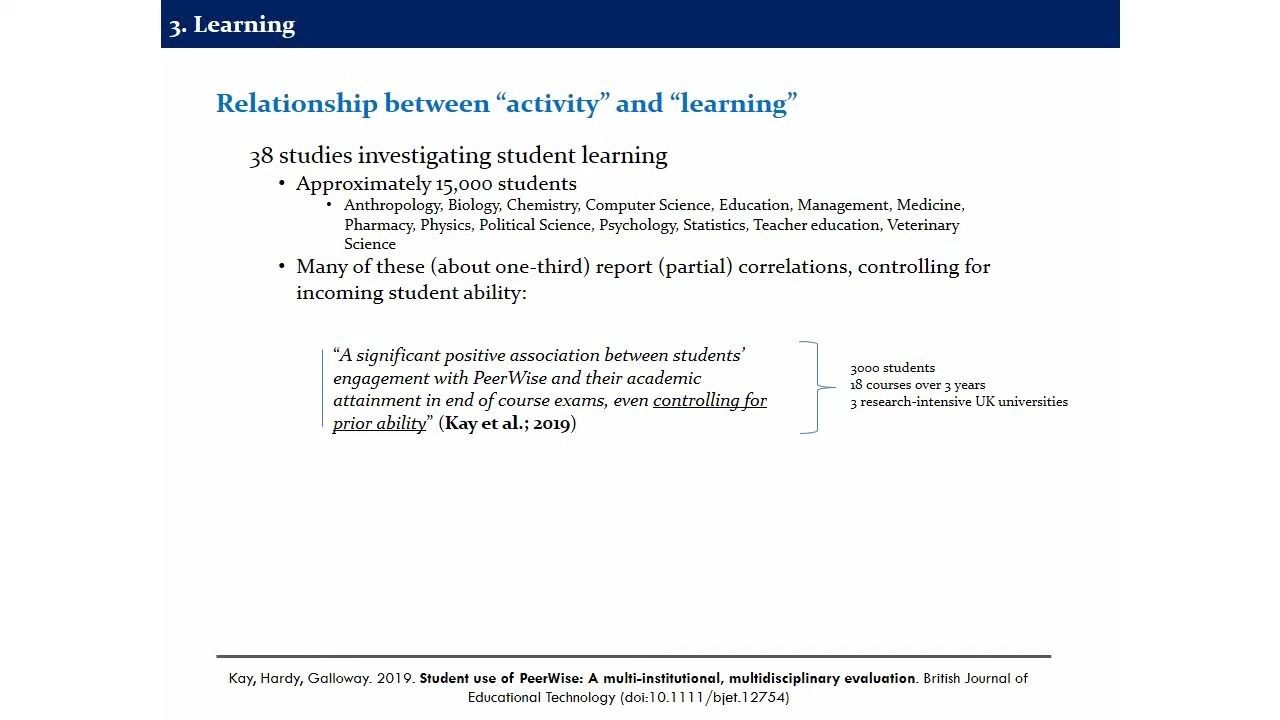 3. Learning
Relationship between “activity” and “learning”
38 studies investigating student learning
• Approximately 15,000 students
• Anthropology, Biology, Chemistry, Computer Science, Education, Management, Medicine,
Pharmacy, Physics, Political Science, Psychology, Statistics, Teacher education, Veterinary
Science
• Many of these (about one-third) report (partial) correlations, controlling for
incoming student ability:
“A significant positive association between students’
engagement with PeerWise and their academic
attainment in end of course exams, even controlling for
prior ability” (Kay et al.; 2019)
3000 students
18 courses over 3 years
3 research-intensive UK universities
Kay, Hardy, Galloway. 2019. Student use of PeerWise: A multi-institutional, multidisciplinary evaluation. British Journal of
Educational Technology (doi:10.1111/bjet.12754)